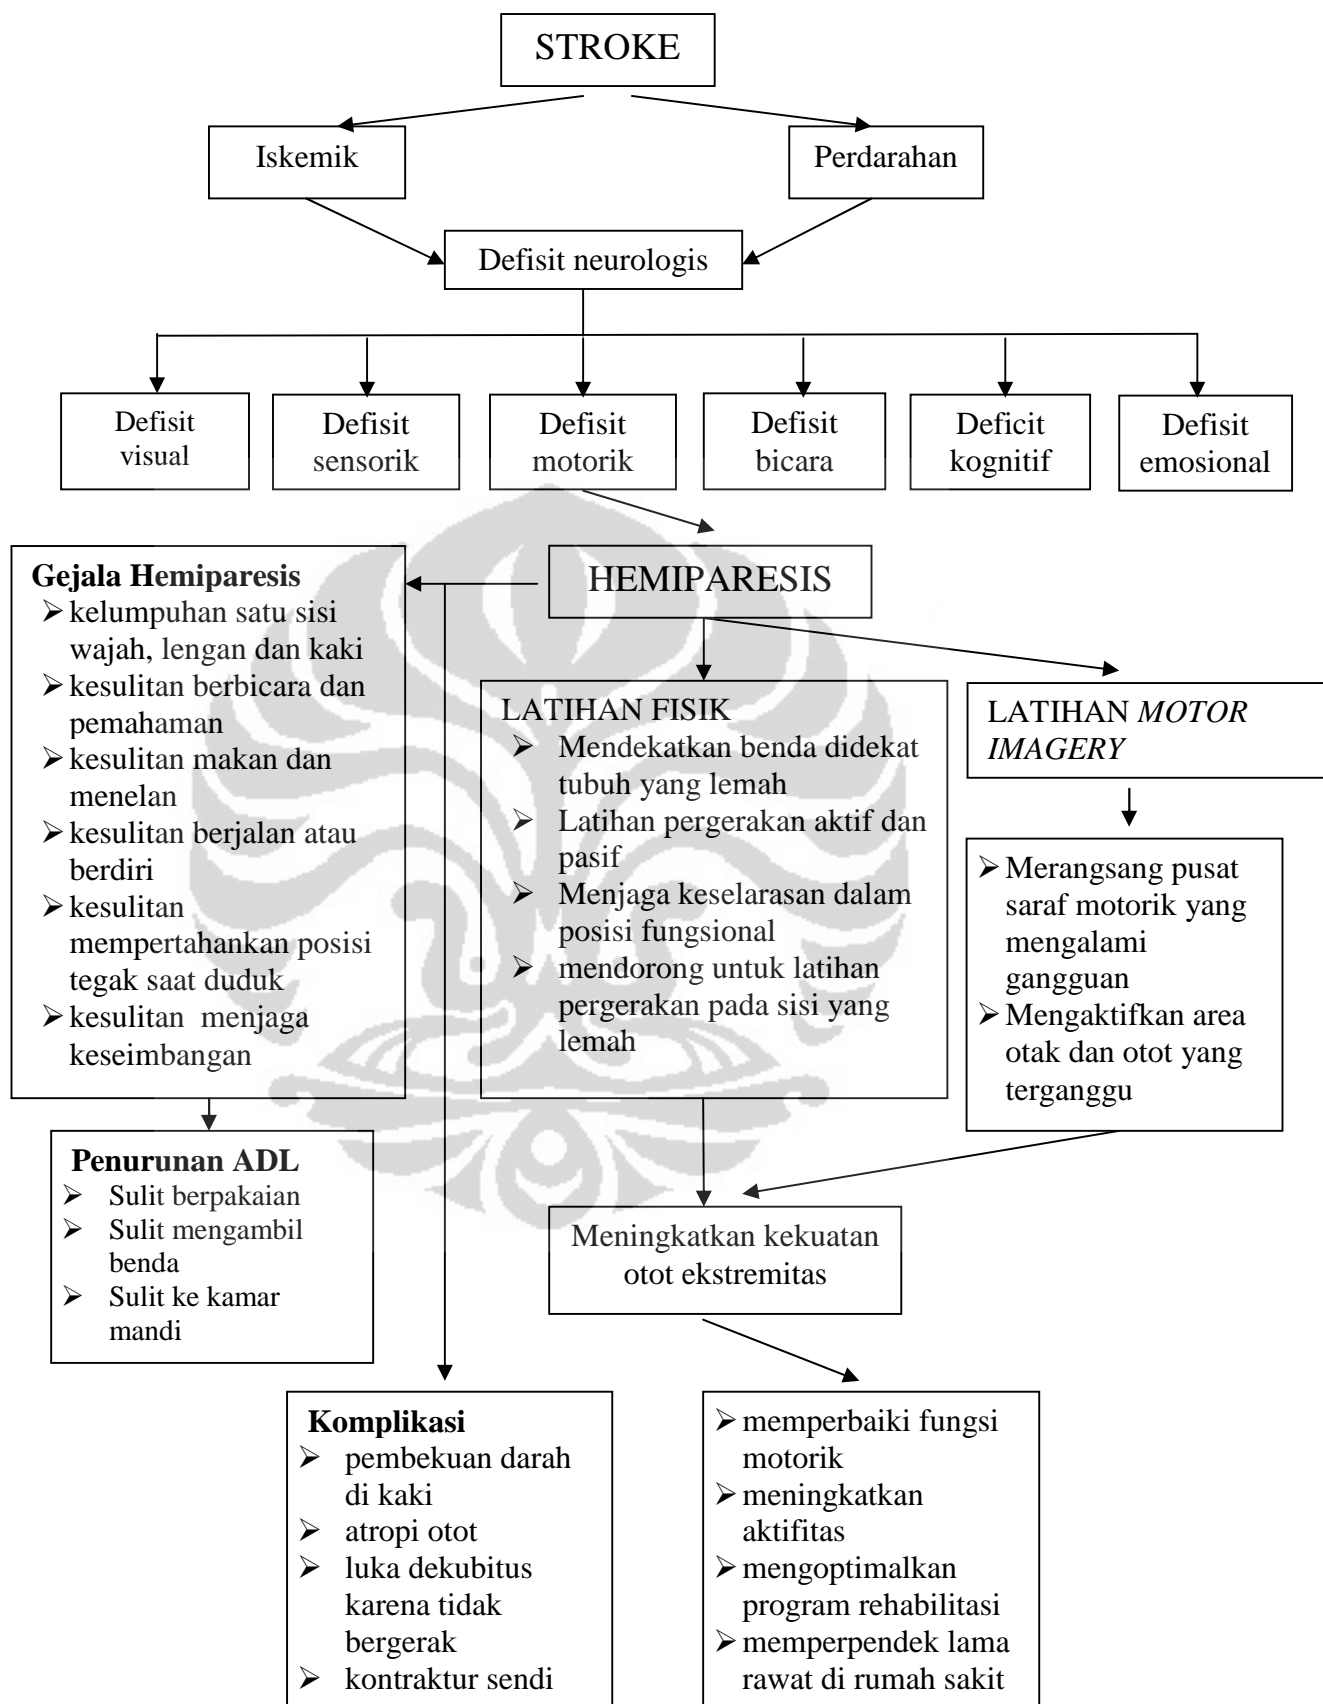 STROKE
Iskemik
Perdarahan
Defisit neurologis
Defisit
visual
Defisit
sensorik
Defisit
motorik
Defisit
bicara
Deficit
kognitif
Defisit
emosional
HEMIPARESIS
Gejala Hemiparesis
➢ kelumpuhan satu sisi
wajah, lengan dan kaki
➢ kesulitan berbicara dan
pemahaman
➢ kesulitan makan dan
menelan
➢ kesulitan berjalan atau
berdiri
➢ kesulitan
mempertahankan posisi
tegak saat duduk
➢ kesulitan menjaga
keseimbangan
LATIHAN FISIK
➢ Mendekatkan benda didekat
tubuh yang lemah
➢ Latihan pergerakan aktif dan
pasif
➢ Menjaga keselarasan dalam
posisi fungsional
➢ mendorong untuk latihan
pergerakan pada sisi yang
lemah
LATIHAN MOTOR
IMAGERY
➢ Merangsang pusat
saraf motorik yang
mengalami
gangguan
➢ Mengaktifkan area
otak dan otot yang
terganggu
Penurunan ADL
➢ Sulit berpakaian
➢ Sulit mengambil
benda
➢ Sulit ke kamar
mandi
Meningkatkan kekuatan
otot ekstremitas
Komplikasi
➢ pembekuan darah
di kaki
➢ atropi otot
➢ luka dekubitus
karena tidak
bergerak
➢ kontraktur sendi
➢ memperbaiki fungsi
motorik
➢ meningkatkan
aktifitas
➢ mengoptimalkan
program rehabilitasi
➢ memperpendek lama
rawat di rumah sakit